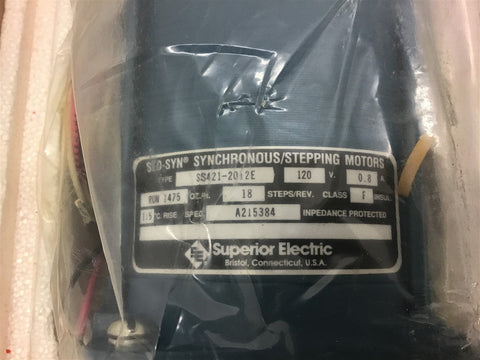 SLO-SYN® SYNCHRONOUS/STEPPING MOTORS
TYPE SS421-2012E 120 V. 0.8 A.
RUN 1475 OZ.IN. 18 STEPS/REV. CLASS F INSUL.
115°C. RISE SPEC. A215384 INPEDANCE PROTECTED
Superior Electric
Bristol, Connecticut, U.S.A.